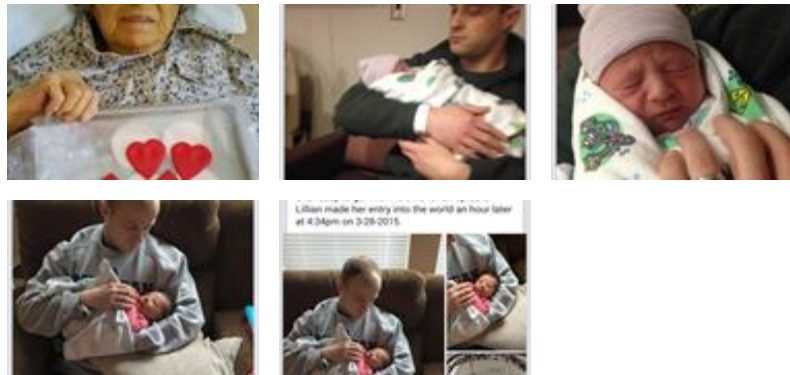 Lillian made her entry into the world an hour later
at 4:34pm on 3-28-2015.